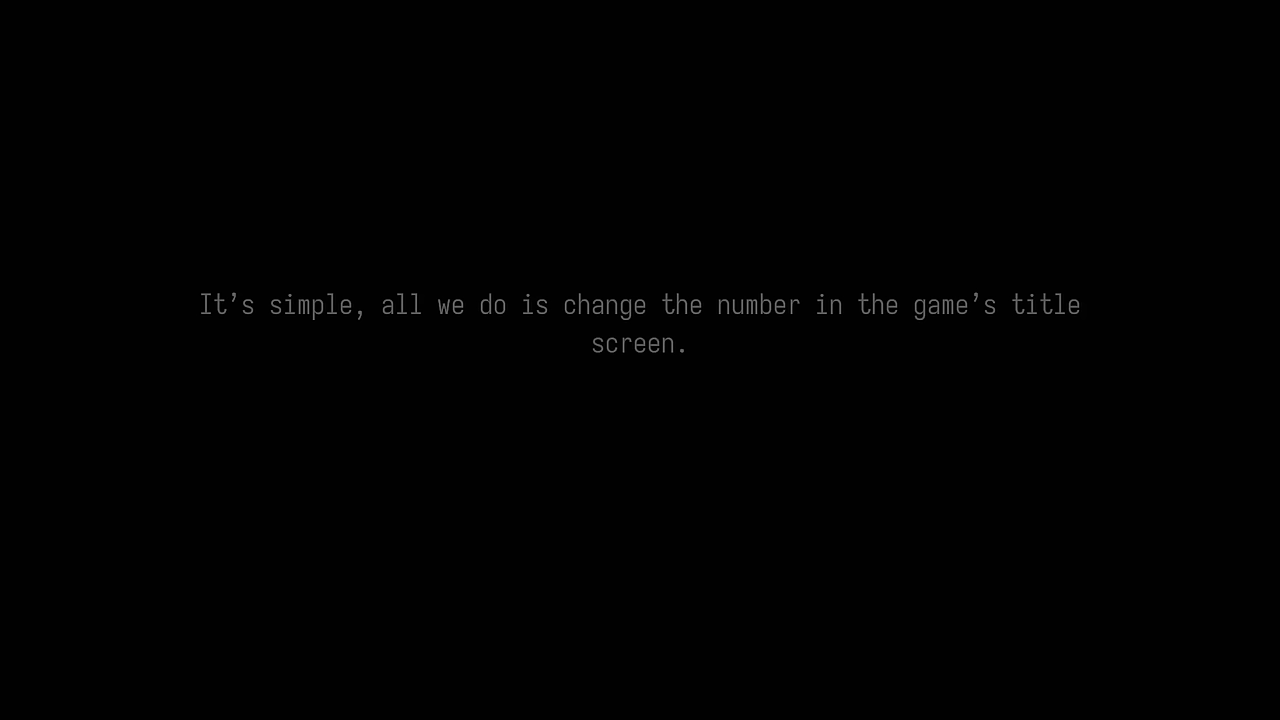 It’s simple, all we do is change the number in the game’s title
screen.